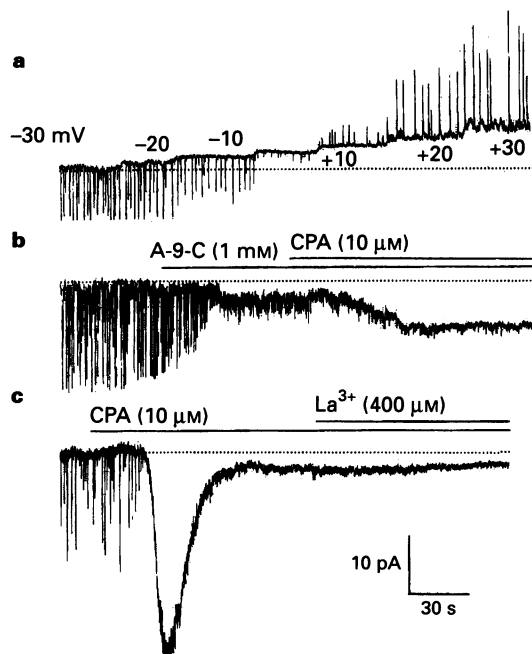 a
−30 mV
−20
−10
+10
+20
+30
b
A-9-C (1 mM)
CPA (10 µM)
c
CPA (10 µM)
La³⁺ (400 µM)
10 pA
30 s